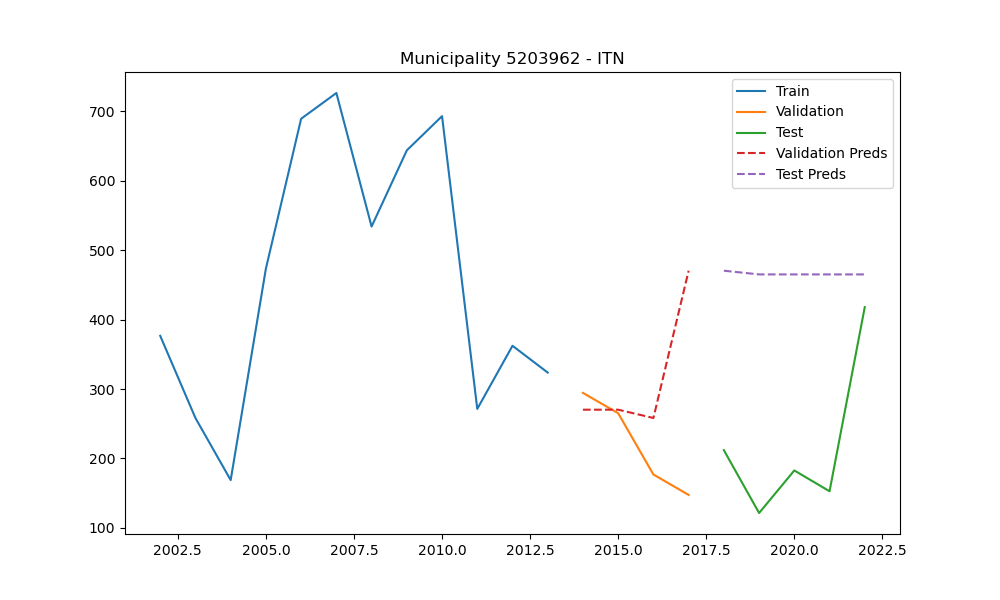 Municipality 5203962 - ITN
Train
Validation
Test
Validation Preds
Test Preds
700
600
500
400
300
200
100
2002.5 2005.0 2007.5 2010.0 2012.5 2015.0 2017.5 2020.0 2022.5